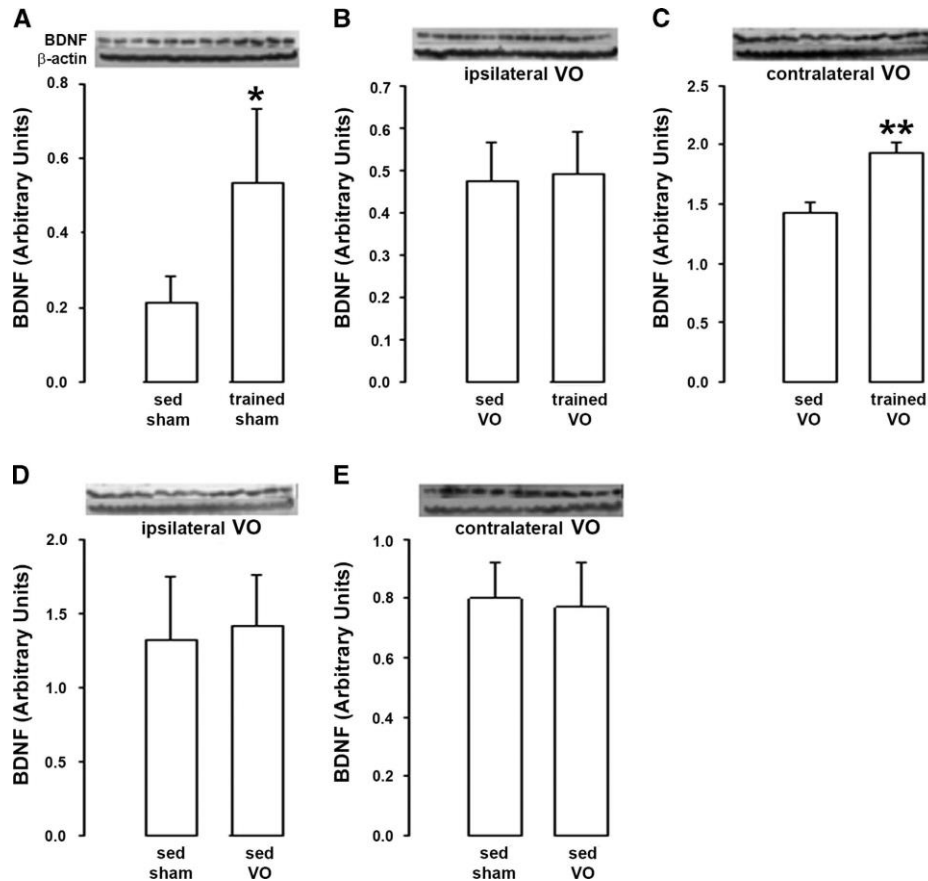 A
BDNF
β-actin
BDNF (Arbitrary Units)
0.8
0.6
0.4
0.2
0.0
*
sed
sham
trained
sham
B
ipsilateral VO
BDNF (Arbitrary Units)
0.7
0.6
0.5
0.4
0.3
0.2
0.1
0.0
sed
VO
trained
VO
C
contralateral VO
BDNF (Arbitrary Units)
2.5
2.0
1.5
1.0
0.5
0.0
**
sed
VO
trained
VO
D
ipsilateral VO
BDNF (Arbitrary Units)
2.0
1.5
1.0
0.5
0.0
sed
sham
sed
VO
E
contralateral VO
BDNF (Arbitrary Units)
1.0
0.8
0.6
0.4
0.2
0.0
sed
sham
sed
VO